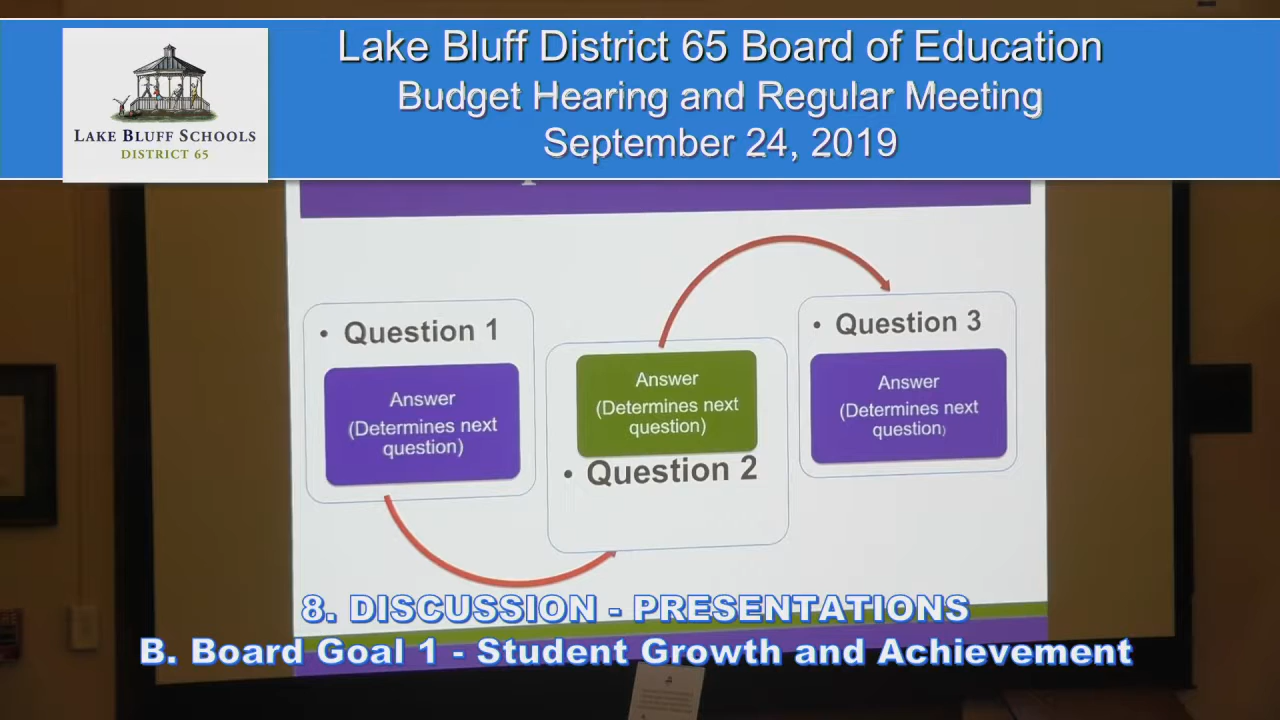 Lake Bluff District 65 Board of Education
Budget Hearing and Regular Meeting
September 24, 2019
LAKE BLUFF SCHOOLS
DISTRICT 65
• Question 1
Answer
(Determines next
question)
Answer
(Determines next
question)
• Question 2
• Question 3
Answer
(Determines next
question)
8. DISCUSSION - PRESENTATIONS
B. Board Goal 1 - Student Growth and Achievement